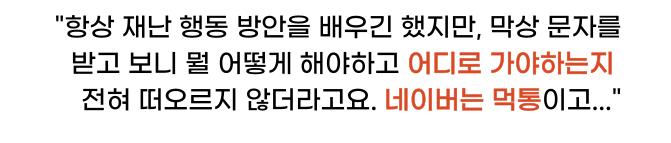 "항상 재난 행동 방안을 배우긴 했지만, 막상 문자를
받고 보니 뭘 어떻게 해야하고 어디로 가야하는지
전혀 떠오르지 않더라고요. 네이버는 먹통이고..."